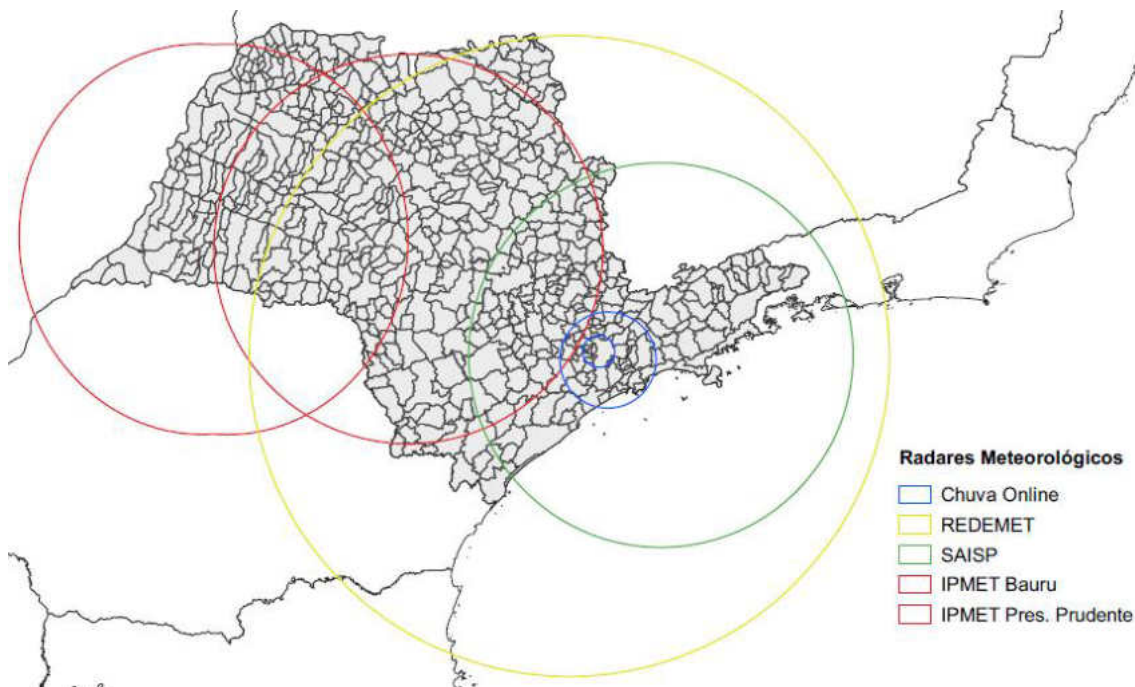 Radares Meteorológicos
Chuva Online
REDEMET
SAISP
IPMET Bauru
IPMET Pres. Prudente